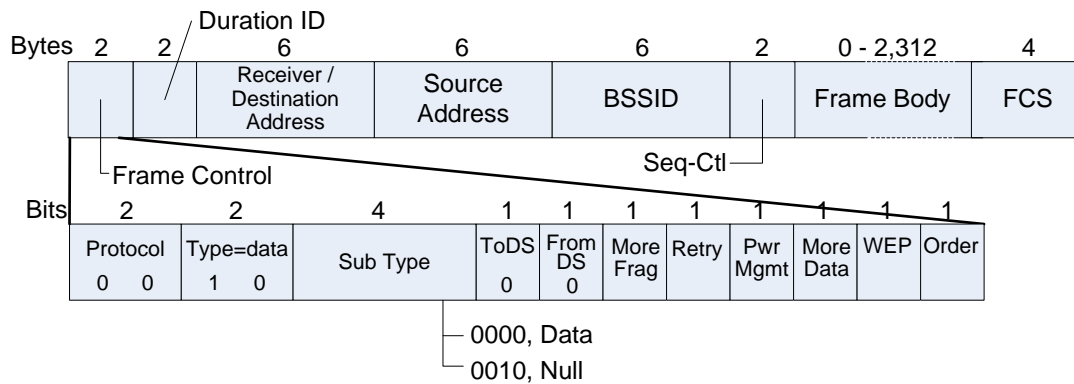 Duration ID
Bytes 2 2 6 6 6 2 0 - 2,312 4
Receiver /
Destination
Address
Source
Address
BSSID
Frame Body
FCS
Seq-Ctl
Frame Control
Bits 2 2 4 1 1 1 1 1 1 1 1
Protocol
0 0
Type=data
1 0
Sub Type
ToDS
0
From
DS
0
More
Frag
Retry
Pwr
Mgmt
More
Data
WEP
Order
0000, Data
0010, Null